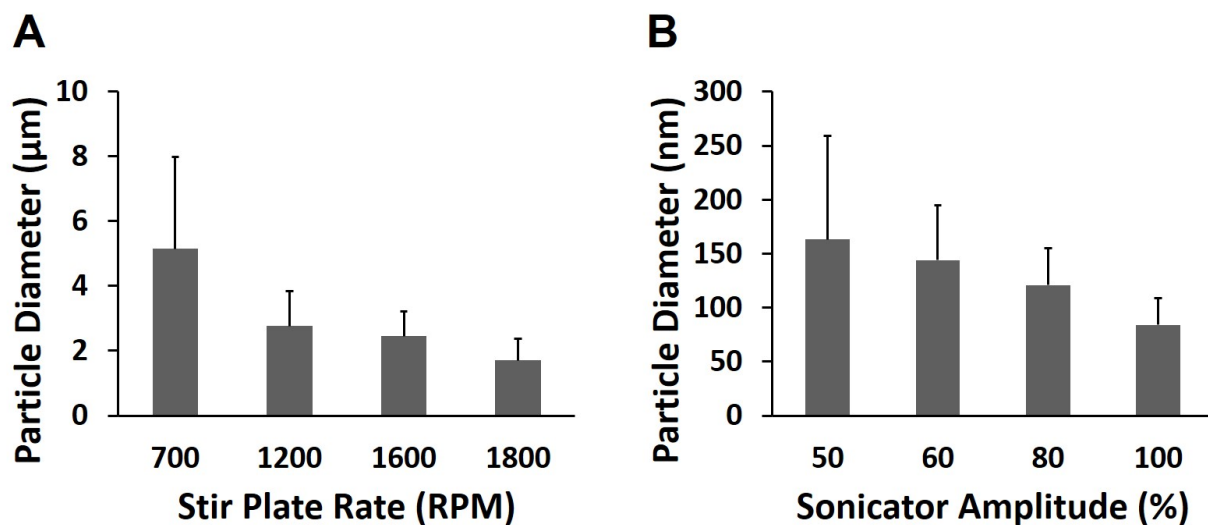 A
Particle Diameter (µm)
10
8
6
4
2
0
700 1200 1600 1800
Stir Plate Rate (RPM)
B
Particle Diameter (nm)
300
250
200
150
100
50
0
50 60 80 100
Sonicator Amplitude (%)